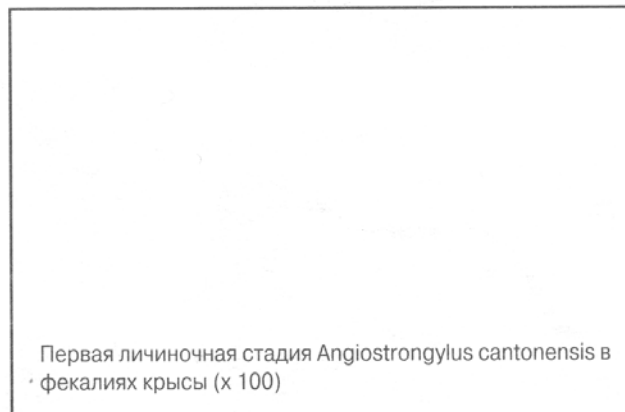 Первая личиночная стадия Angiostrongylus cantonensis в
фекалиях крысы (x 100)